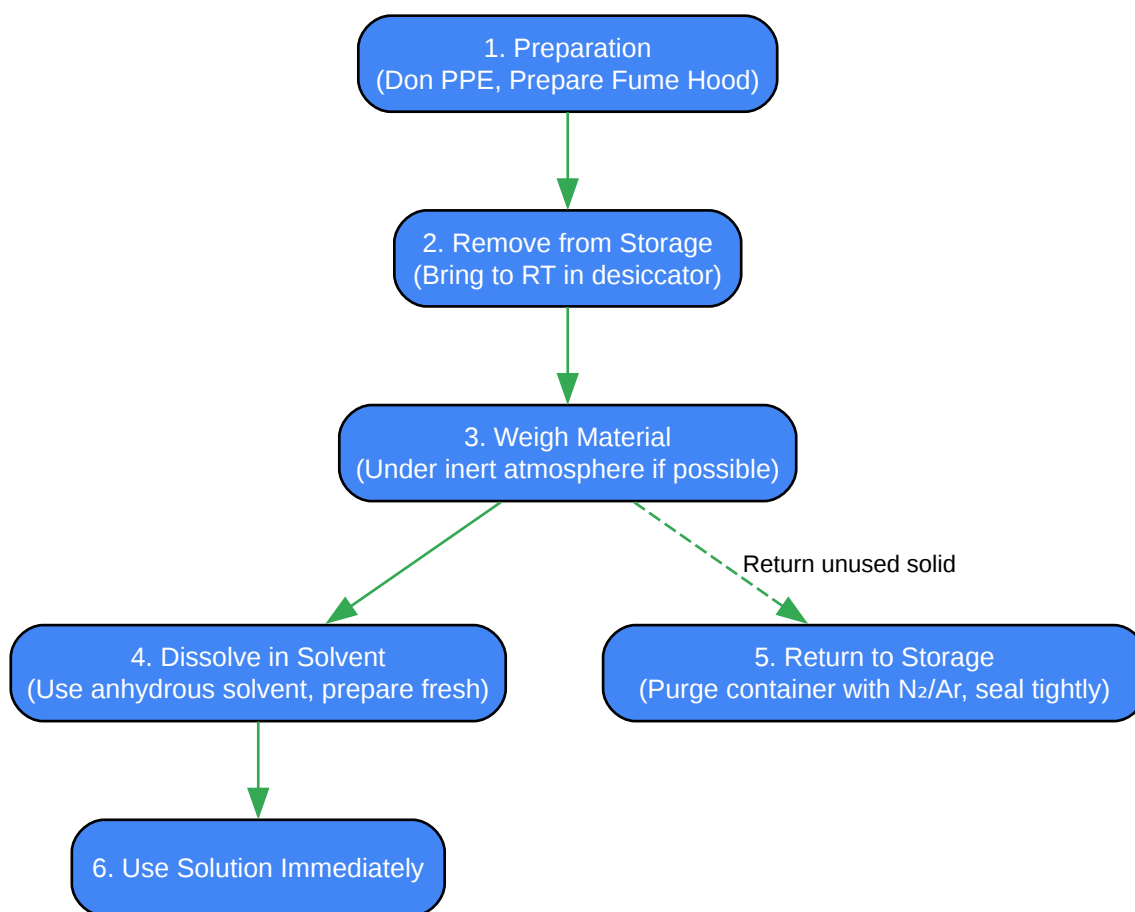 1. Preparation
(Don PPE, Prepare Fume Hood)
2. Remove from Storage
(Bring to RT in desiccator)
3. Weigh Material
(Under inert atmosphere if possible)
Return unused solid
4. Dissolve in Solvent
(Use anhydrous solvent, prepare fresh)
5. Return to Storage
(Purge container with N₂/Ar, seal tightly)
6. Use Solution Immediately